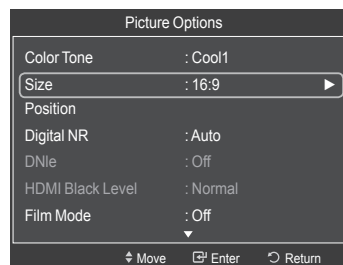 Picture Options
Color Tone : Cool1
Size : 16:9
Position
Digital NR : Auto
DNIe : Off
HDMI Black Level : Normal
Film Mode : Off
Move Enter Return